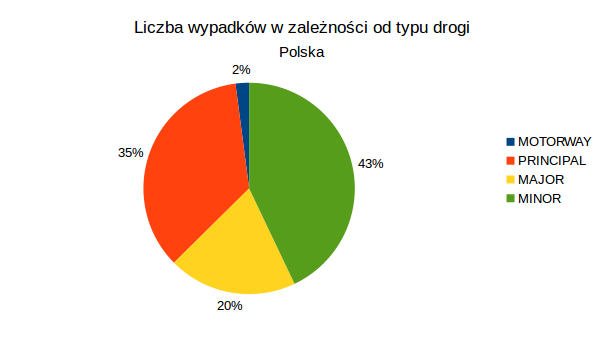 Liczba wypadków w zależności od typu drogi
Polska
2%
35%
43%
20%
MOTORWAY
PRINCIPAL
MAJOR
MINOR